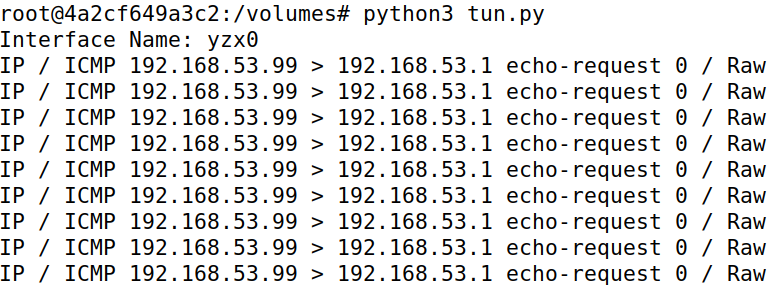 root@4a2cf649a3c2:/volumes# python3 tun.py
Interface Name: yzx0
IP / ICMP 192.168.53.99 > 192.168.53.1 echo-request 0 / Raw
IP / ICMP 192.168.53.99 > 192.168.53.1 echo-request 0 / Raw
IP / ICMP 192.168.53.99 > 192.168.53.1 echo-request 0 / Raw
IP / ICMP 192.168.53.99 > 192.168.53.1 echo-request 0 / Raw
IP / ICMP 192.168.53.99 > 192.168.53.1 echo-request 0 / Raw
IP / ICMP 192.168.53.99 > 192.168.53.1 echo-request 0 / Raw
IP / ICMP 192.168.53.99 > 192.168.53.1 echo-request 0 / Raw
IP / ICMP 192.168.53.99 > 192.168.53.1 echo-request 0 / Raw
IP / ICMP 192.168.53.99 > 192.168.53.1 echo-request 0 / Raw